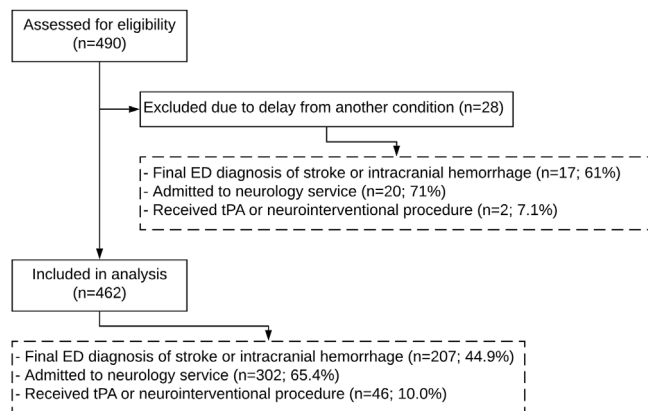 Assessed for eligibility
(n=490)
Excluded due to delay from another condition (n=28)
- Final ED diagnosis of stroke or intracranial hemorrhage (n=17; 61%)
- Admitted to neurology service (n=20; 71%)
- Received tPA or neurointerventional procedure (n=2; 7.1%)
Included in analysis
(n=462)
- Final ED diagnosis of stroke or intracranial hemorrhage (n=207; 44.9%)
- Admitted to neurology service (n=302; 65.4%)
- Received tPA or neurointerventional procedure (n=46; 10.0%)